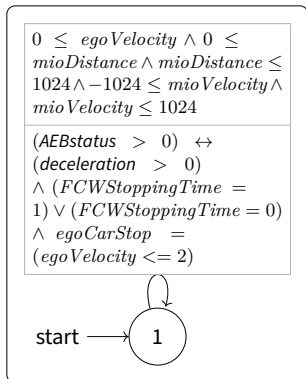 0 ≤ egoVelocity ∧ 0 ≤
mioDistance ∧ mioDistance ≤
1024 ∧ −1024 ≤ mioVelocity ∧
mioVelocity ≤ 1024
(AEBstatus > 0) ↔
(deceleration > 0)
∧ (FCWStoppingTime =
1) ∨ (FCWStoppingTime = 0)
∧ egoCarStop =
(egoVelocity <= 2)
start
1